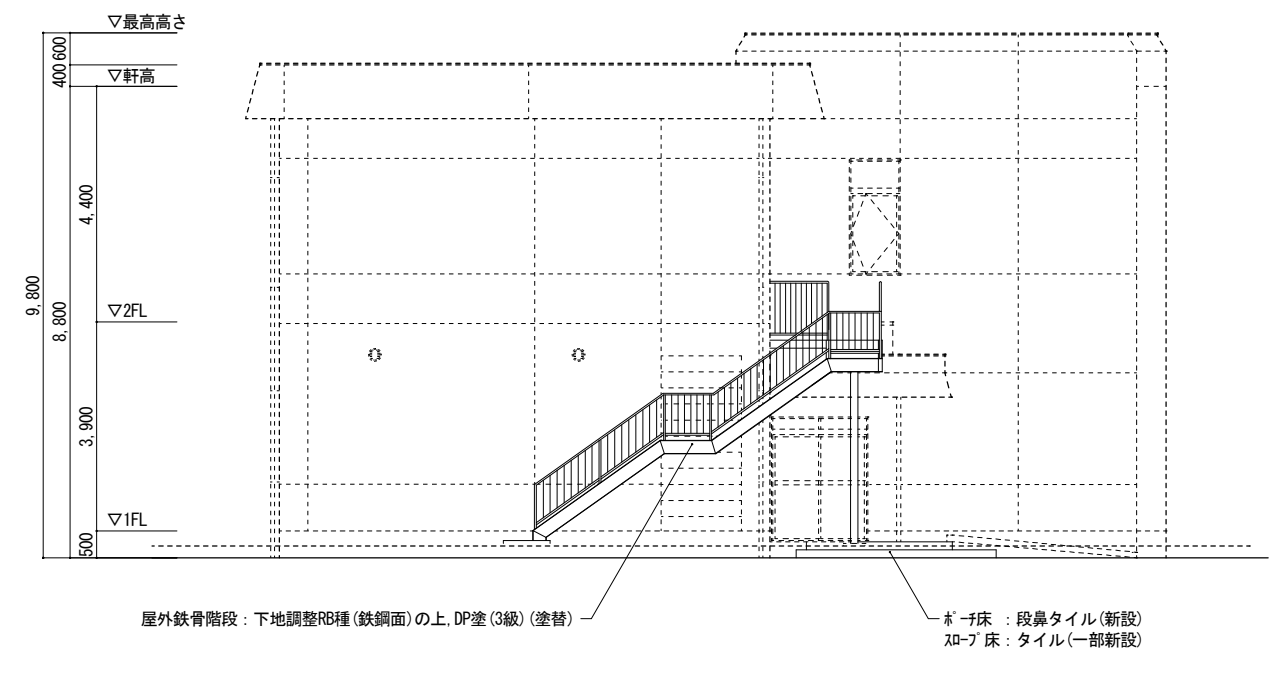 ▽最高高さ
600
400
▽軒高
4,400
9,800
8,800
▽2FL
3,900
▽1FL
500
屋外鉄骨階段：下地調整RB種(鉄鋼面)の上,DP塗(3級)(塗替)
ﾎﾟｰﾁ床 ：段鼻タイル(新設)
ｽﾛｰﾌﾟ床：タイル(一部新設)